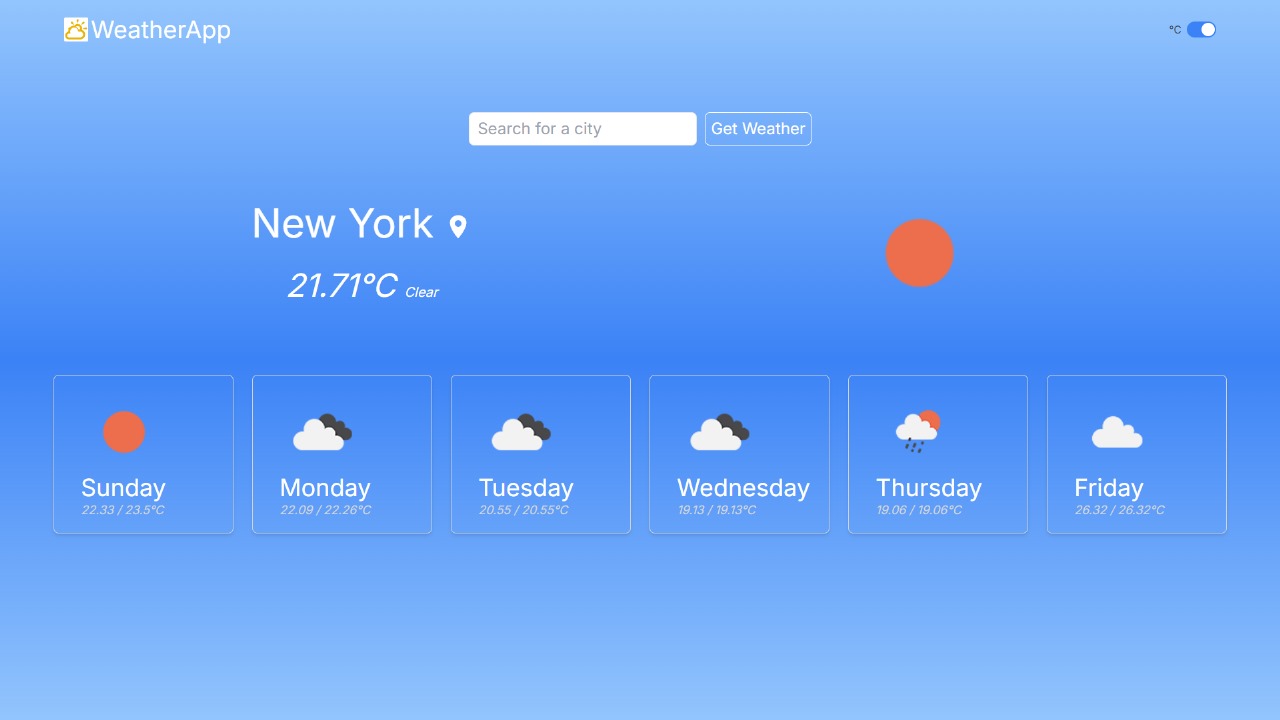 WeatherApp
°C
Search for a city
Get Weather
New York
21.71°C Clear
Sunday
22.33 / 23.5°C
Monday
22.09 / 22.26°C
Tuesday
20.55 / 20.55°C
Wednesday
19.13 / 19.13°C
Thursday
19.06 / 19.06°C
Friday
26.32 / 26.32°C